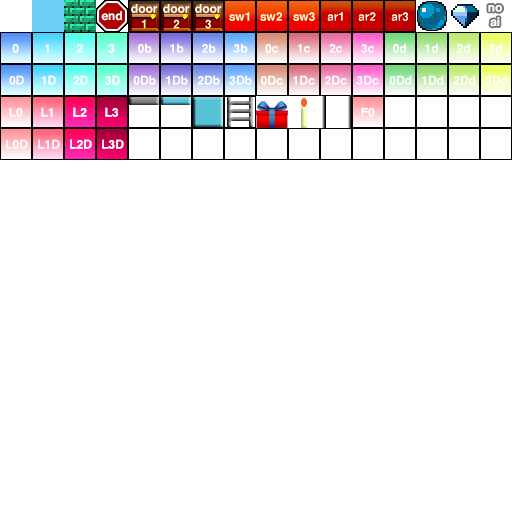 end door 1 door 2 door 3 sw1 sw2 sw3 ar1 ar2 ar3 no ai
0 1 2 3 0b 1b 2b 3b 0c 1c 2c 3c 0d 1d 2d 3d
0D 1D 2D 3D 0Db 1Db 2Db 3Db 0Dc 1Dc 2Dc 3Dc 0Dd 1Dd 2Dd 3Dd
L0 L1 L2 L3 F0
L0D L1D L2D L3D